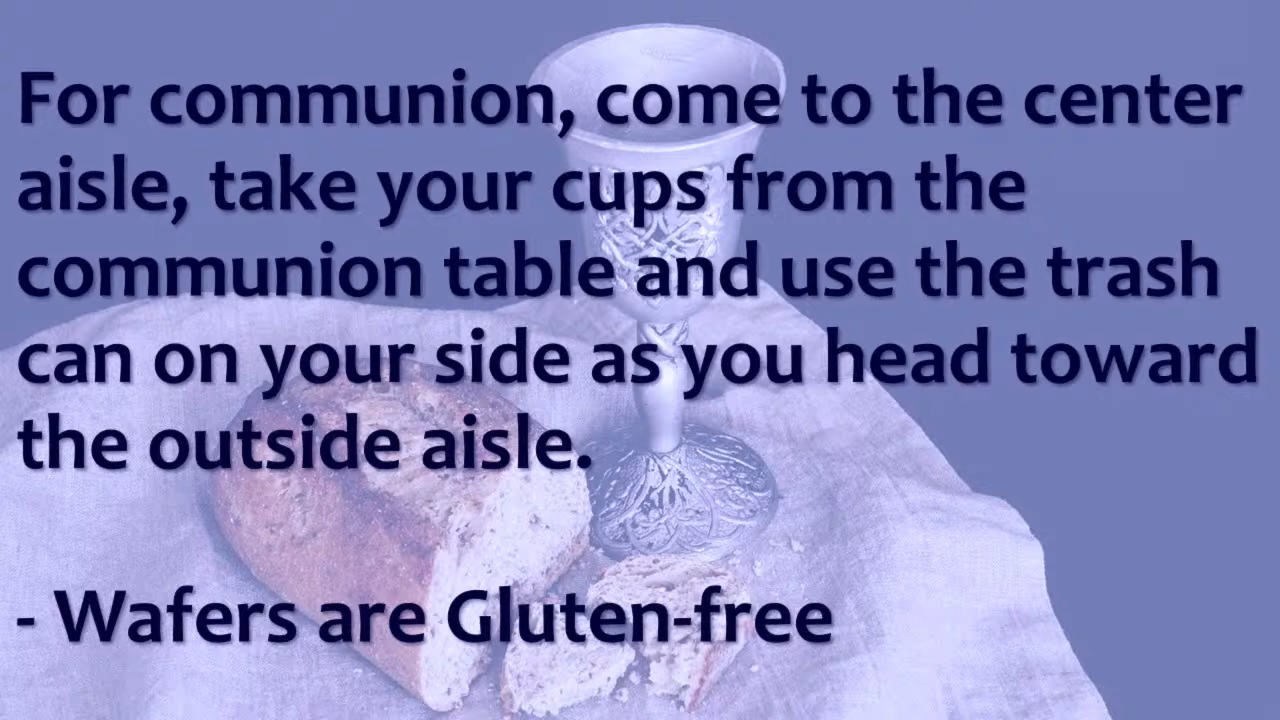 For communion, come to the center
aisle, take your cups from the
communion table and use the trash
can on your side as you head toward
the outside aisle.
- Wafers are Gluten-free